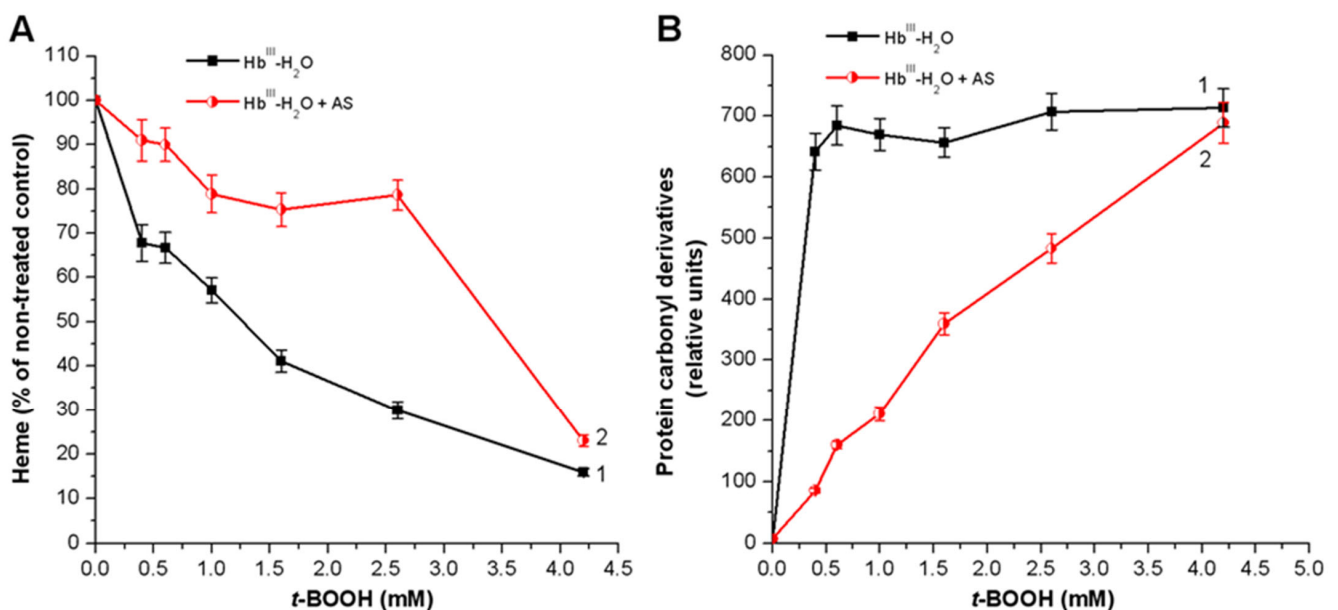 A
Hbᴵᴵᴵ-H₂O
Hbᴵᴵᴵ-H₂O + AS
Heme (% of non-treated control)
110
100
90
80
70
60
50
40
30
20
10
0
2
1
0.0 0.5 1.0 1.5 2.0 2.5 3.0 3.5 4.0 4.5
t-BOOH (mM)
B
Hbᴵᴵᴵ-H₂O
Hbᴵᴵᴵ-H₂O + AS
Protein carbonyl derivatives
(relative units)
800
700
600
500
400
300
200
100
0
1
2
0.0 0.5 1.0 1.5 2.0 2.5 3.0 3.5 4.0 4.5 5.0
t-BOOH (mM)